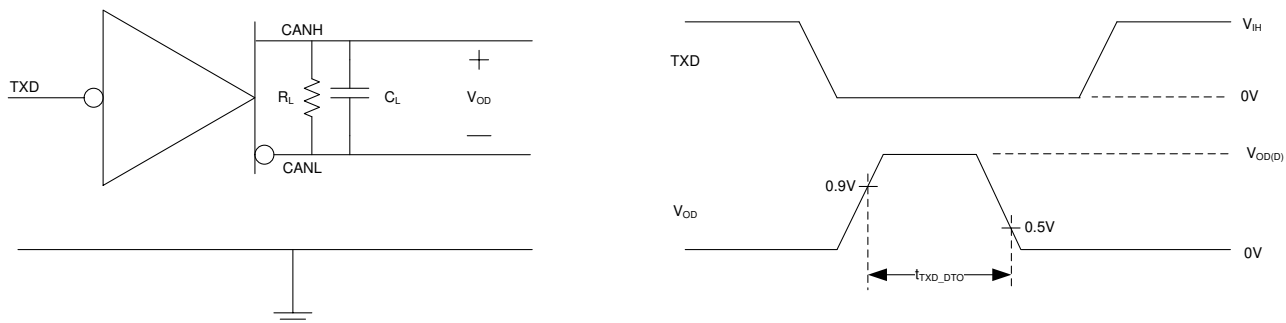 CANH
TXD
R_L
C_L
+
V_OD
—
CANL
TXD
V_IH
0V
V_OD(D)
0.9V
V_OD
0.5V
0V
t_TXD_DTO